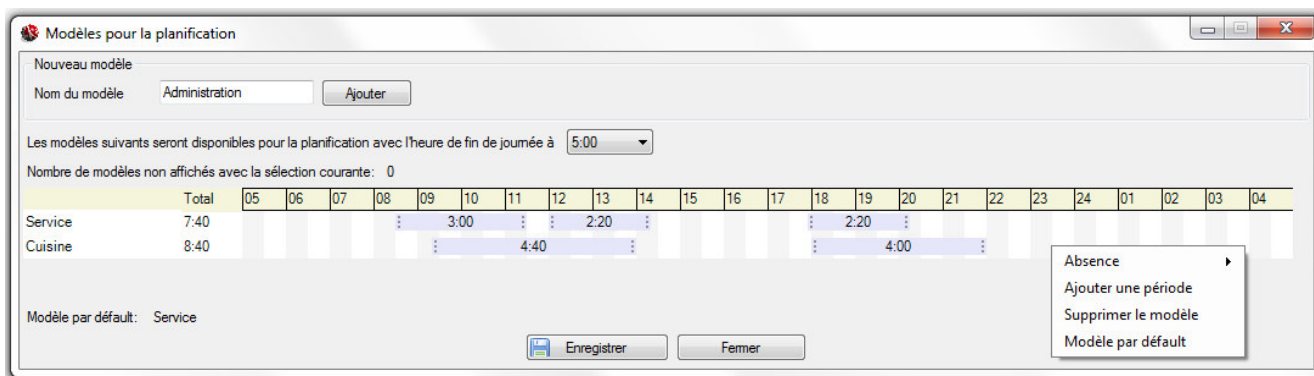 Modèles pour la planification
Nouveau modèle
Nom du modèle Administration Ajouter
Les modèles suivants seront disponibles pour la planification avec l'heure de fin de journée à 5:00
Nombre de modèles non affichés avec la sélection courante: 0
Total 05 06 07 08 09 10 11 12 13 14 15 16 17 18 19 20 21 22 23 24 01 02 03 04
Service 7:40 3:00 2:20 2:20
Cuisine 8:40 4:40 4:00
Absence
Ajouter une période
Supprimer le modèle
Modèle par défault
Modèle par défault: Service
Enregistrer Fermer